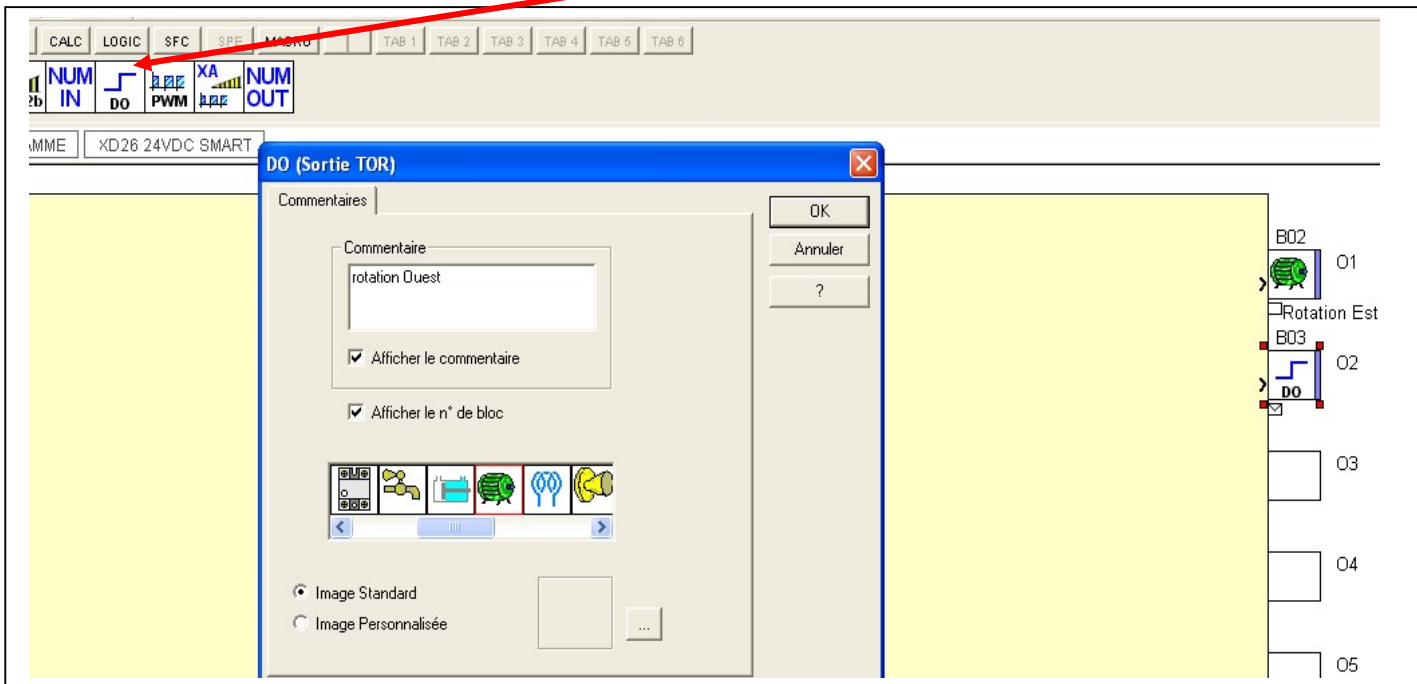 CALC LOGIC SFC SPE MACRO TAB 1 TAB 2 TAB 3 TAB 4 TAB 5 TAB 6
2b NUM IN DO PWM XA NUM OUT
XD26 24VDC SMART
DO (Sortie TOR)
Commentaires
OK
Commentaire
Annuler
rotation Ouest
?
Afficher le commentaire
Afficher le n° de bloc
Image Standard
Image Personnalisée
...
B02
O1
Rotation Est
B03
O2
DO
O3
O4
O5